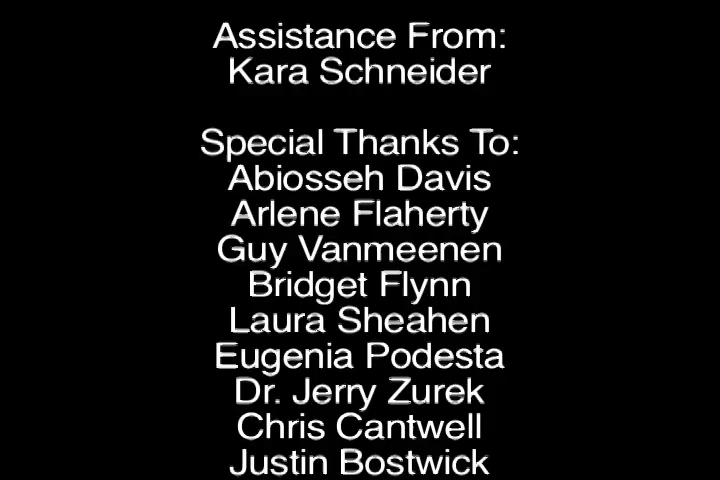 Assistance From:
Kara Schneider
Special Thanks To:
Abiosseh Davis
Arlene Flaherty
Guy Vanmeenen
Bridget Flynn
Laura Sheahen
Eugenia Podesta
Dr. Jerry Zurek
Chris Cantwell
Justin Bostwick